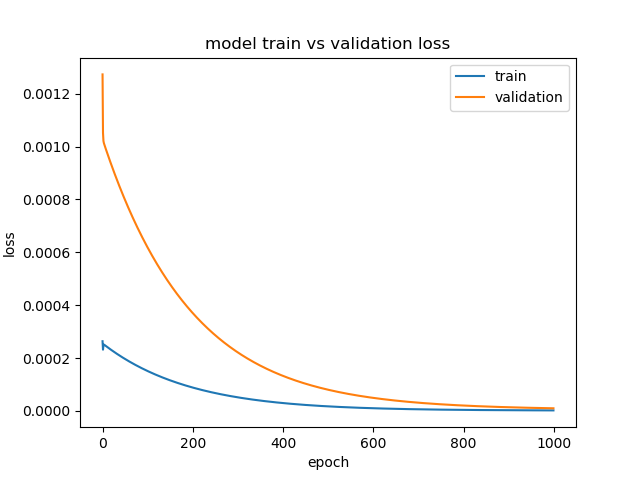 model train vs validation loss
train
validation
0.0012
0.0010
0.0008
0.0006
0.0004
0.0002
0.0000
loss
0 200 400 600 800 1000
epoch